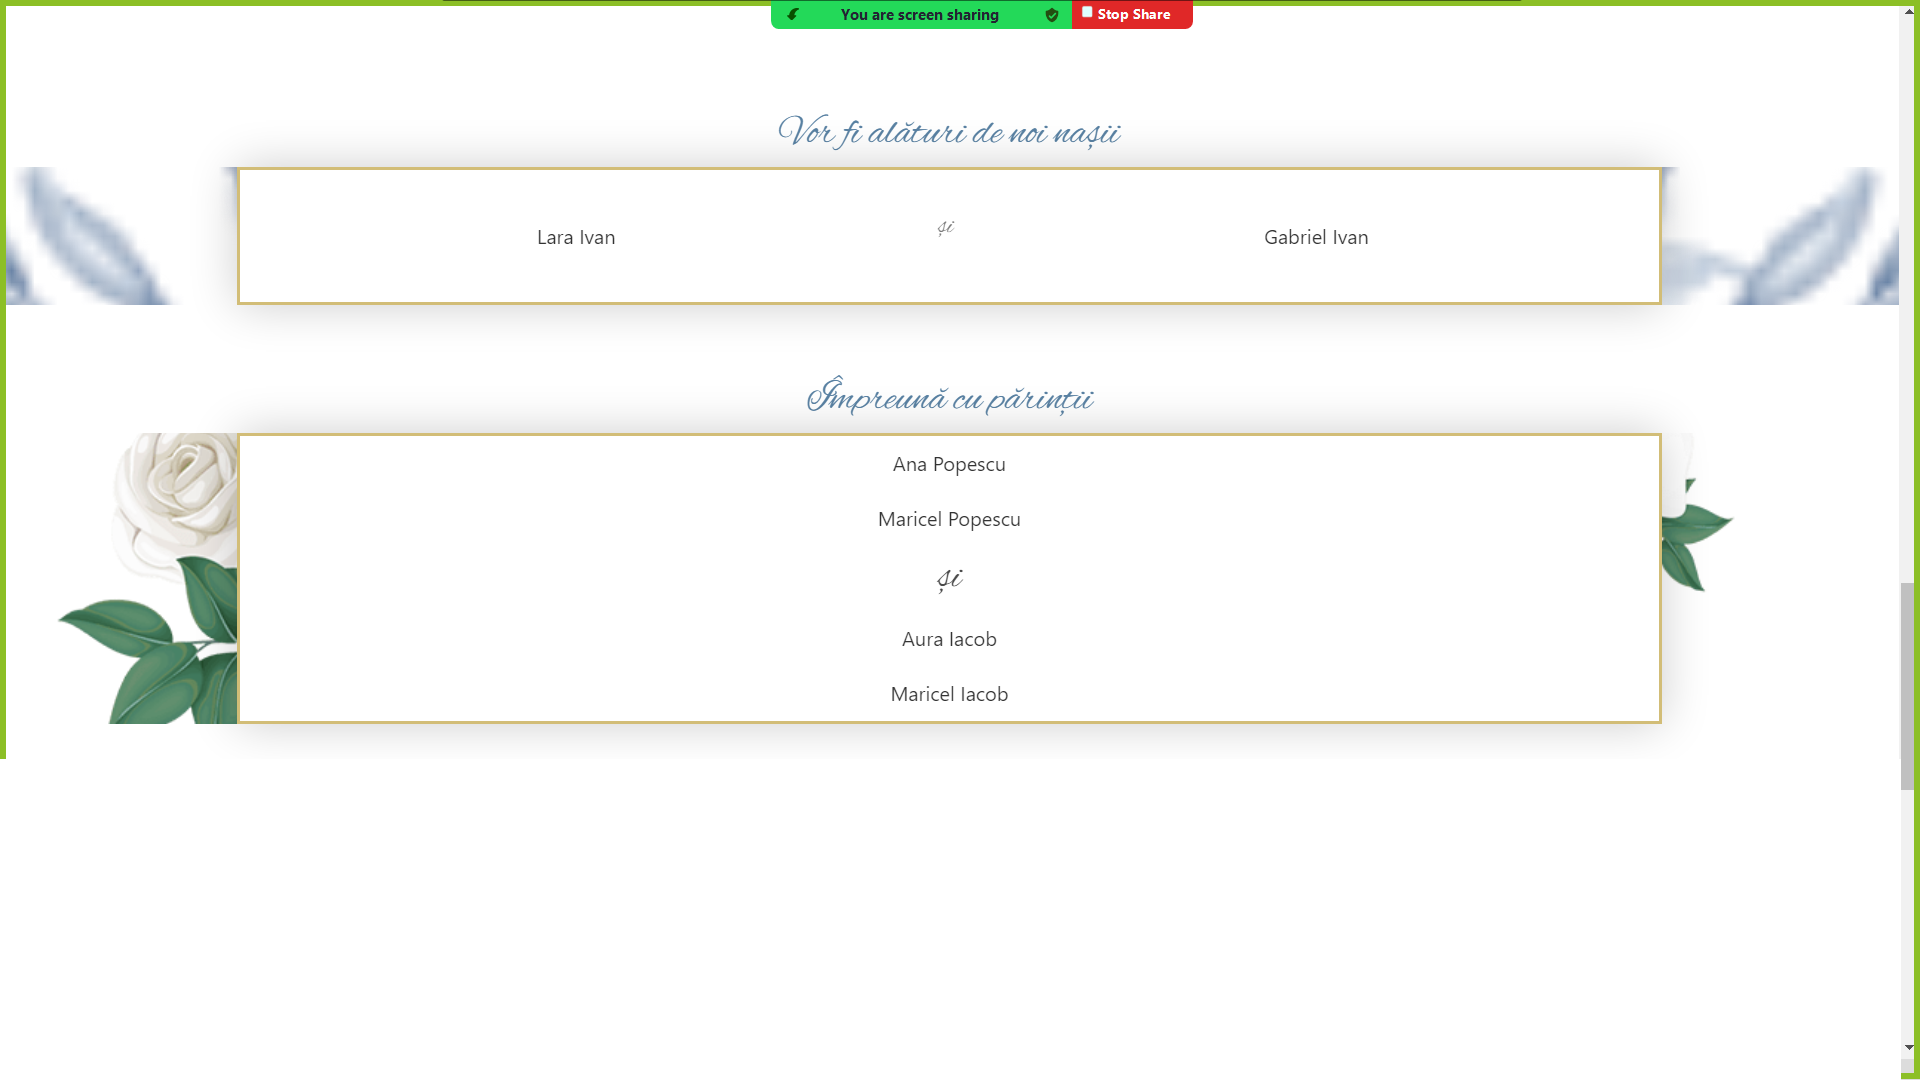 You are screen sharing
Stop Share
Vor fi alături de noi nașii
Lara Ivan și Gabriel Ivan
Împreună cu părinții
Ana Popescu
Maricel Popescu
și
Aura Iacob
Maricel Iacob